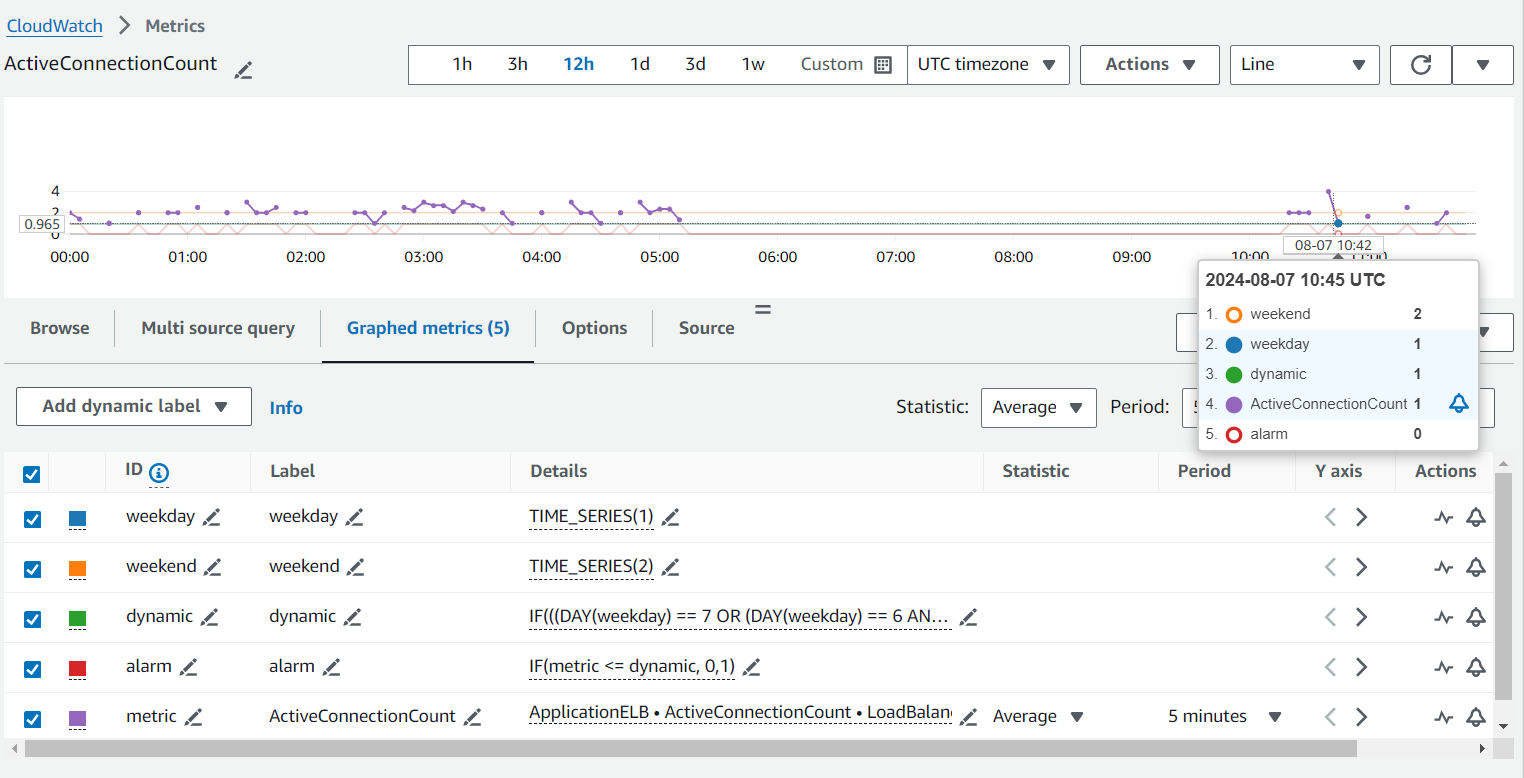 CloudWatch > Metrics
ActiveConnectionCount
1h 3h 12h 1d 3d 1w Custom UTC timezone Actions Line
4
2
0.965
0
00:00 01:00 02:00 03:00 04:00 05:00 06:00 07:00 08:00 09:00 10:00 11:00
08-07 10:42
2024-08-07 10:45 UTC
1. weekend 2
2. weekday 1
3. dynamic 1
4. ActiveConnectionCount 1
5. alarm 0
Browse Multi source query Graphed metrics (5) Options Source
Add dynamic label Info Statistic: Average Period:
ID Label Details Statistic Period Y axis Actions
weekday weekday TIME_SERIES(1)
weekend weekend TIME_SERIES(2)
dynamic dynamic IF(((DAY(weekday) == 7 OR (DAY(weekday) == 6 AN...
alarm alarm IF(metric <= dynamic, 0,1)
metric ActiveConnectionCount ApplicationELB • ActiveConnectionCount • LoadBalan Average 5 minutes